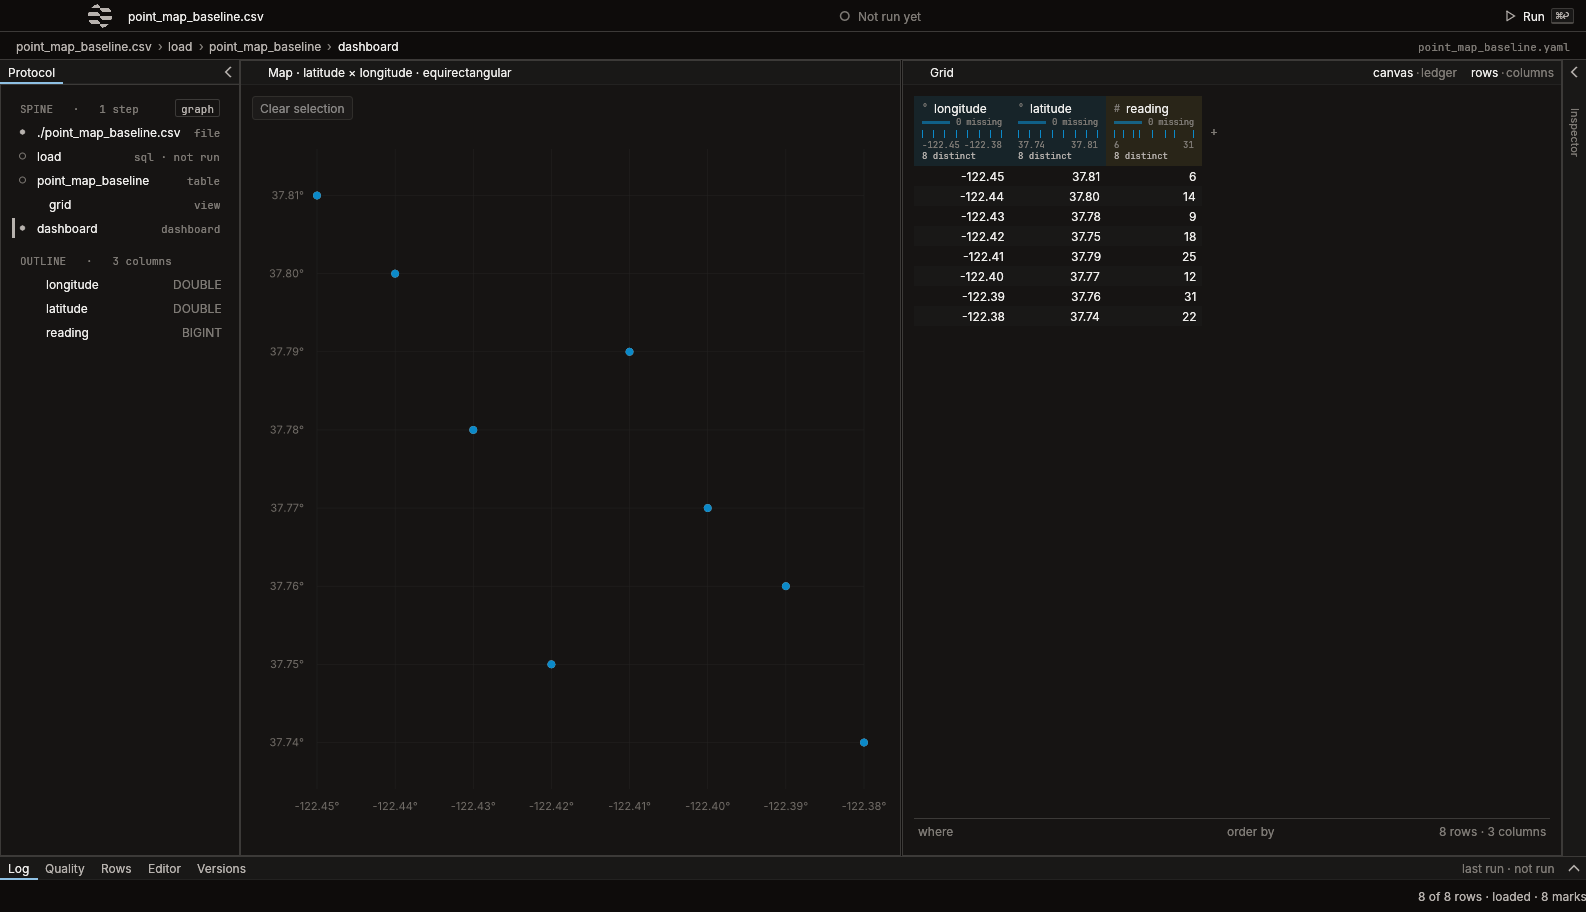 point_map_baseline.csv
Not run yet
Run ⌘⏎
point_map_baseline.csv › load › point_map_baseline › dashboard
point_map_baseline.yaml
Protocol
SPINE · 1 step graph
./point_map_baseline.csv file
load sql · not run
point_map_baseline table
grid view
dashboard dashboard
OUTLINE · 3 columns
longitude DOUBLE
latitude DOUBLE
reading BIGINT
Map · latitude × longitude · equirectangular
Clear selection
37.81°
37.80°
37.79°
37.78°
37.77°
37.76°
37.75°
37.74°
-122.45° -122.44° -122.43° -122.42° -122.41° -122.40° -122.39° -122.38°
Grid
canvas · ledger rows · columns
° longitude ° latitude # reading
0 missing 0 missing 0 missing
+
-122.45 -122.38 37.74 37.81 6 31
8 distinct 8 distinct 8 distinct
-122.45 37.81 6
-122.44 37.80 14
-122.43 37.78 9
-122.42 37.75 18
-122.41 37.79 25
-122.40 37.77 12
-122.39 37.76 31
-122.38 37.74 22
where order by 8 rows · 3 columns
Inspector
Log Quality Rows Editor Versions
last run · not run
8 of 8 rows · loaded · 8 marks